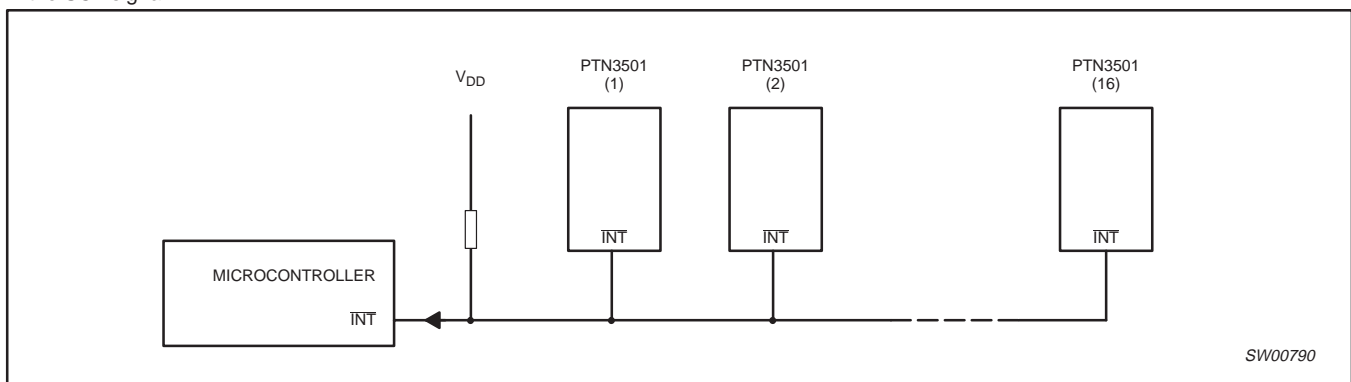 PTN3501
(1)
PTN3501
(2)
PTN3501
(16)
V_DD
INT
INT
INT
MICROCONTROLLER
INT
SW00790